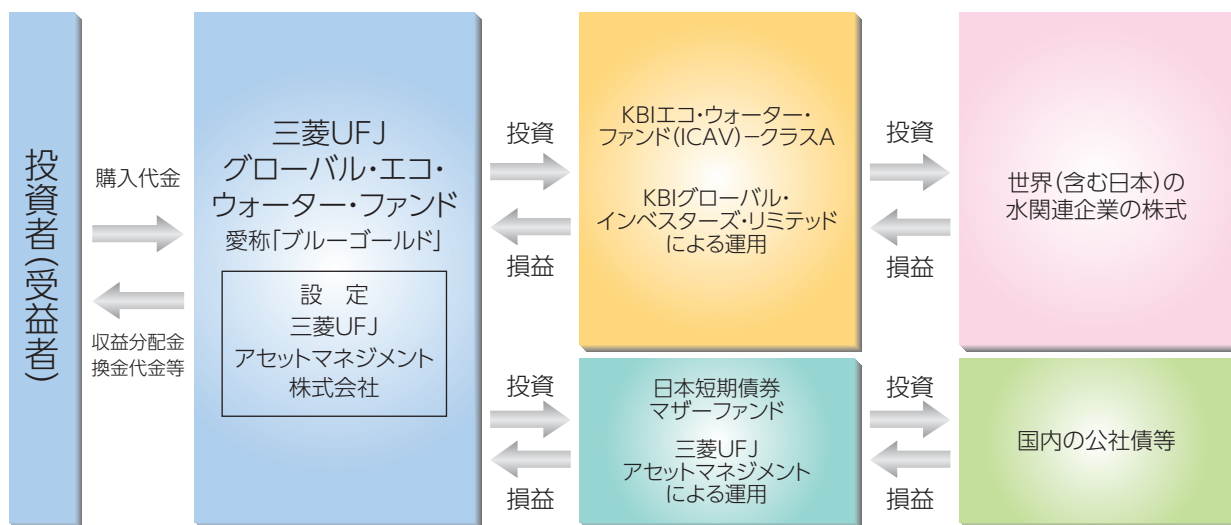 投資者(受益者)
購入代金
収益分配金
換金代金等
三菱UFJ
グローバル・エコ・
ウォーター・ファンド
愛称「ブルーゴールド」
設　定
三菱UFJ
アセットマネジメント
株式会社
投資
損益
投資
損益
KBIエコ・ウォーター・
ファンド(ICAV)−クラスA
KBIグローバル・
インベスターズ・リミテッド
による運用
日本短期債券
マザーファンド
三菱UFJ
アセットマネジメント
による運用
投資
損益
投資
損益
世界(含む日本)の
水関連企業の株式
国内の公社債等